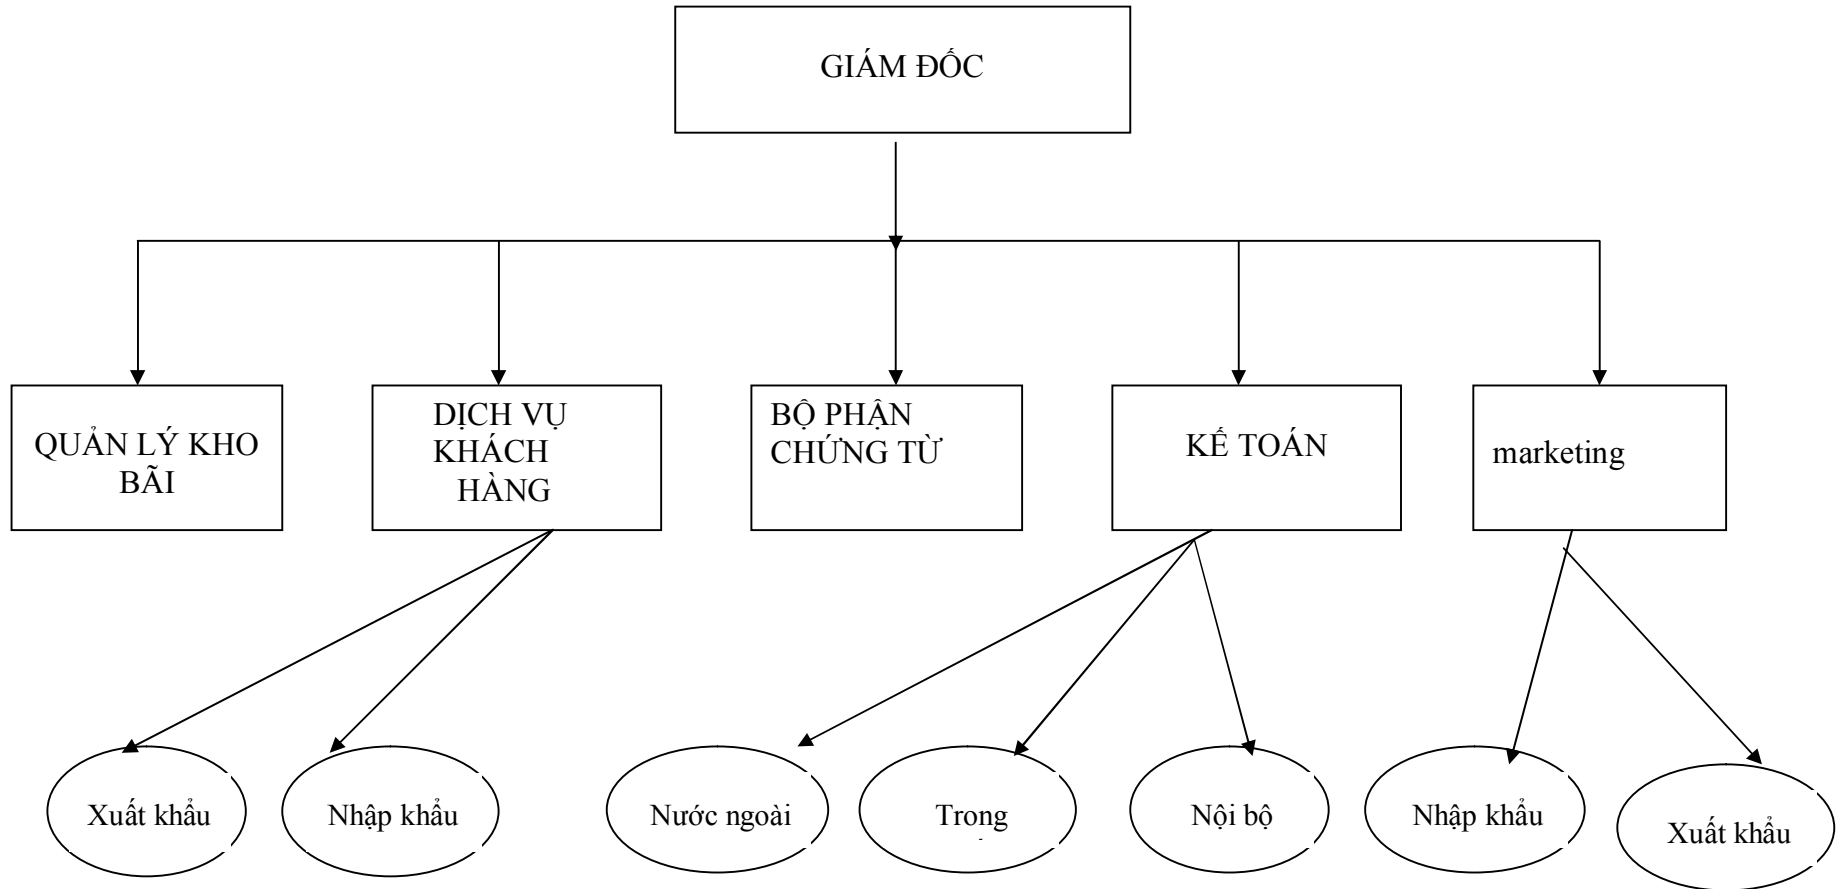 GIÁM ĐỐC
QUẢN LÝ KHO
BÃI
DỊCH VỤ
KHÁCH
HÀNG
BỘ PHẬN
CHỨNG TỪ
KẾ TOÁN
marketing
Xuất khẩu
Nhập khẩu
Nước ngoài
Trong
Nội bộ
Nhập khẩu
Xuất khẩu